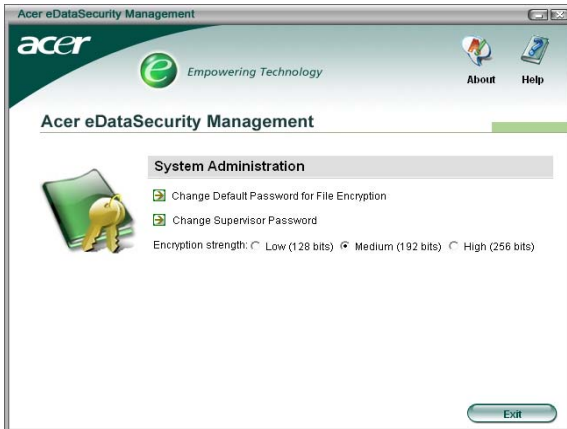 Acer eDataSecurity Management
acer
e Empowering Technology
About Help
Acer eDataSecurity Management
System Administration
Change Default Password for File Encryption
Change Supervisor Password
Encryption strength: Low (128 bits) Medium (192 bits) High (256 bits)
Exit